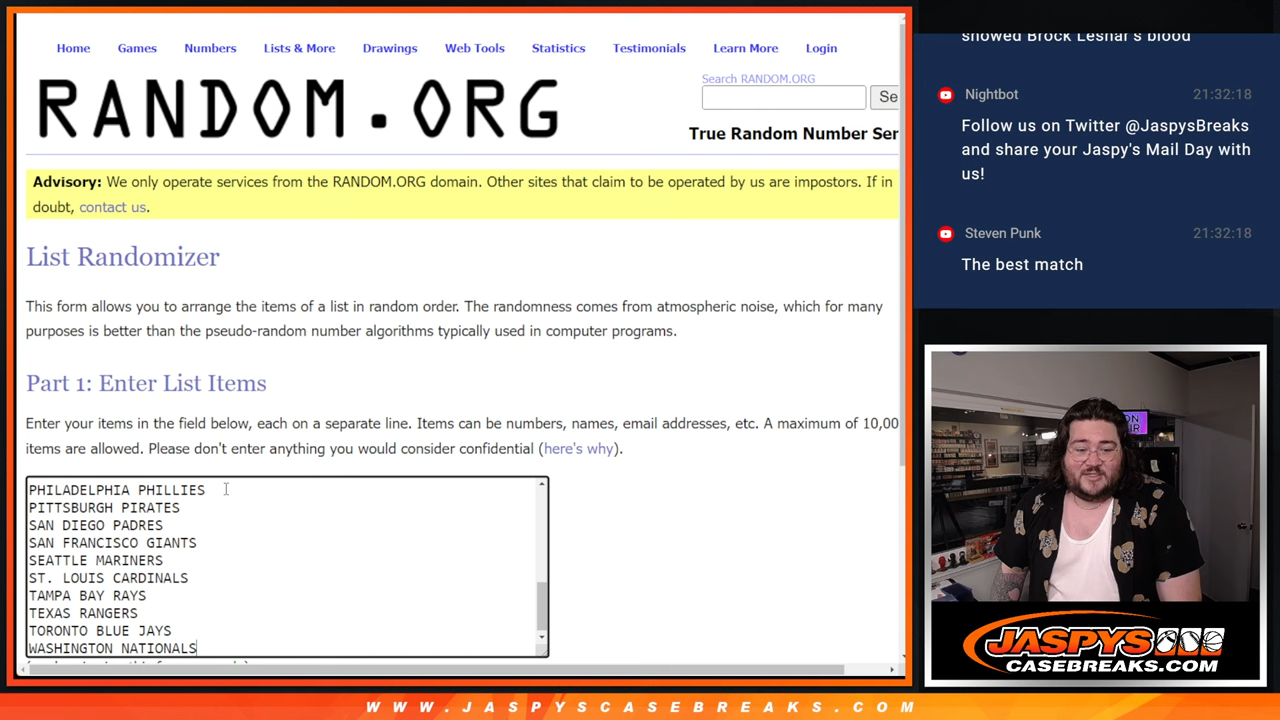 Home Games Numbers Lists & More Drawings Web Tools Statistics Testimonials Learn More Login
RANDOM.ORG
Search RANDOM.ORG
Se
True Random Number Ser
Advisory: We only operate services from the RANDOM.ORG domain. Other sites that claim to be operated by us are impostors. If in
doubt, contact us.
List Randomizer
This form allows you to arrange the items of a list in random order. The randomness comes from atmospheric noise, which for many
purposes is better than the pseudo-random number algorithms typically used in computer programs.
Part 1: Enter List Items
Enter your items in the field below, each on a separate line. Items can be numbers, names, email addresses, etc. A maximum of 10,00
items are allowed. Please don't enter anything you would consider confidential (here's why).
PHILADELPHIA PHILLIES
PITTSBURGH PIRATES
SAN DIEGO PADRES
SAN FRANCISCO GIANTS
SEATTLE MARINERS
ST. LOUIS CARDINALS
TAMPA BAY RAYS
TEXAS RANGERS
TORONTO BLUE JAYS
WASHINGTON NATIONALS
showed Brock Lesnar's blood
Nightbot 21:32:18
Follow us on Twitter @JaspysBreaks
and share your Jaspy's Mail Day with
us!
Steven Punk 21:32:18
The best match
JASPYS
CASEBREAKS.COM
WWW.JASPYSCASEBREAKS.COM